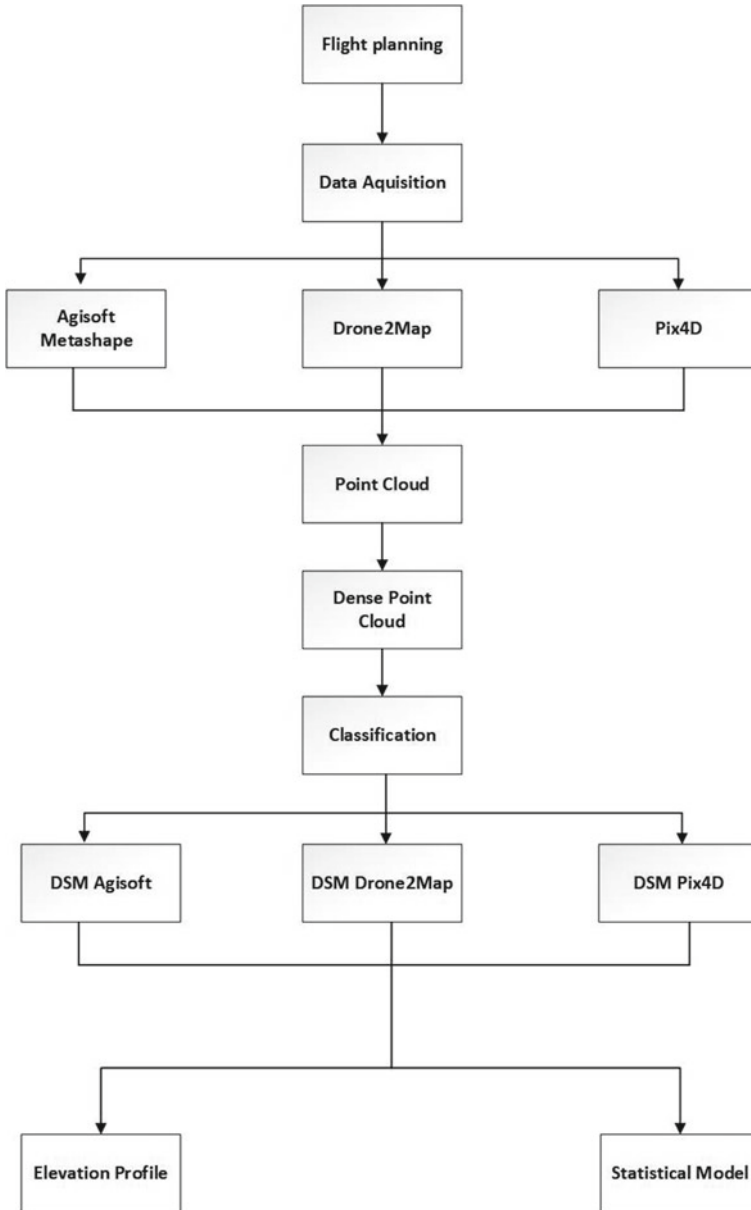 Flight planning
Data Aquisition
Agisoft
Metashape
Drone2Map
Pix4D
Point Cloud
Dense Point
Cloud
Classification
DSM Agisoft
DSM Drone2Map
DSM Pix4D
Elevation Profile
Statistical Model